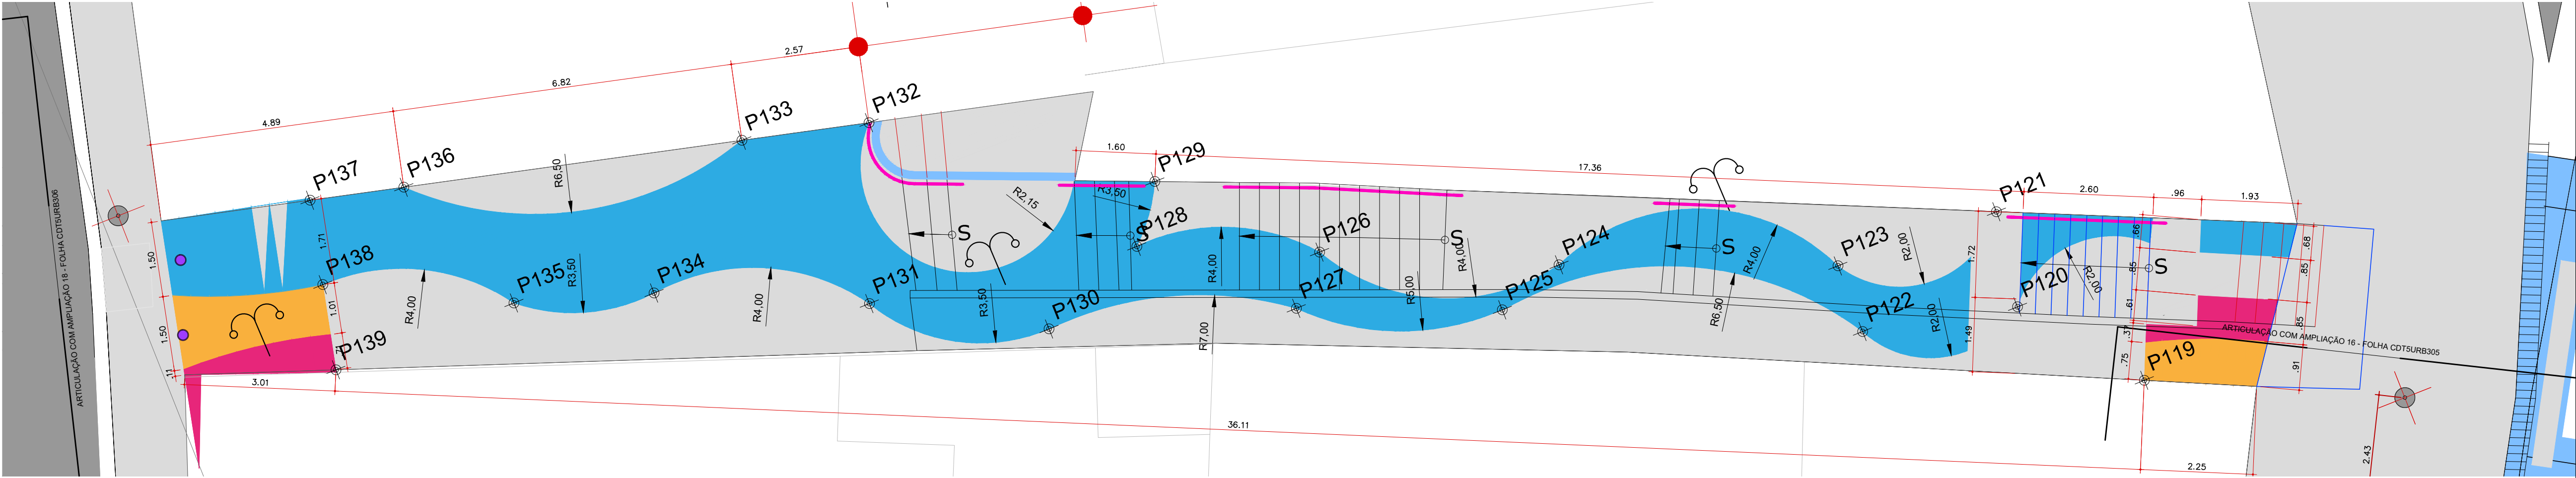 ARTICULAÇÃO COM AMPLIAÇÃO 18 - FOLHA CDT5URB306
4.89
6.82
2.57
P137
P136
P133
P132
1.60
P129
17.36
P121
2.60
.96
1.93
R6,50
R2,15
R3,50
S
S
P128
P126
S
R4,00
P124
S
R4,00
P123
R2,00
1.72
P120
R2,00
S
.66
.85
.61
.37
.75
.68
.85
.85
.91
1.50
1.50
.11
1.71
1.01
P138
P139
R4,00
P135
R3,50
P134
R4,00
P131
R3,50
P130
R4,00
R7,00
P127
R5,00
P125
R6,50
P122
R2,00
1.49
P119
ARTICULAÇÃO COM AMPLIAÇÃO 16 - FOLHA CDT5URB305
3.01
36.11
2.25
2.43